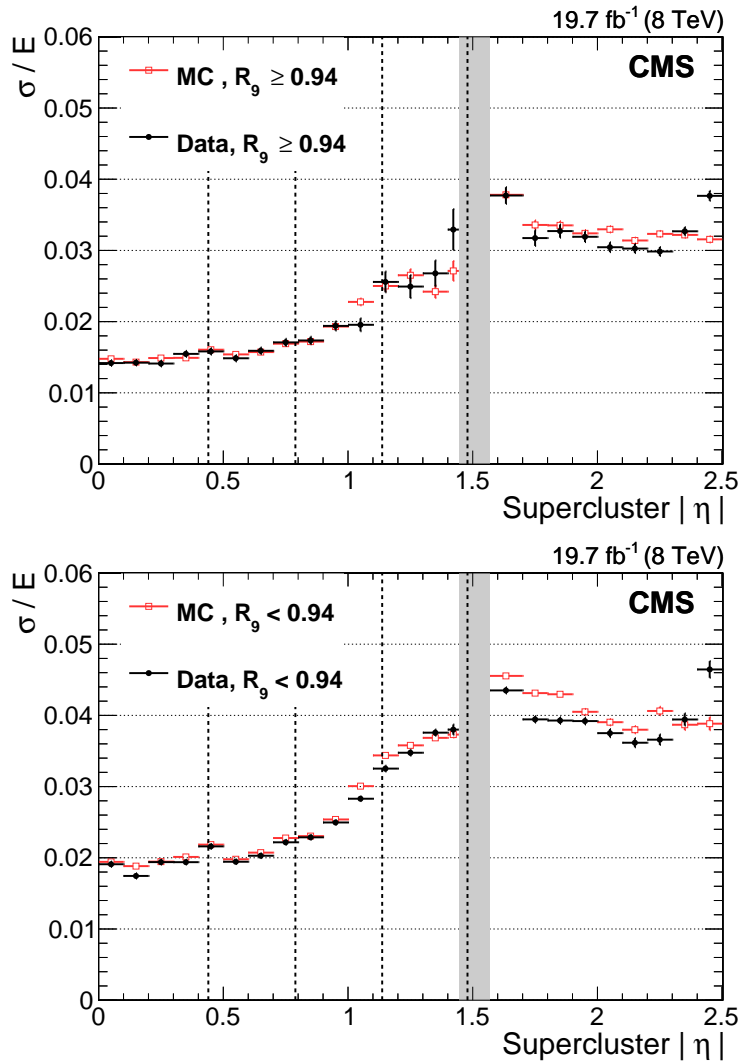 19.7 fb⁻¹ (8 TeV)
σ / E
0.06
0.05
0.04
0.03
0.02
0.01
0
MC , R₉ ≥ 0.94
Data, R₉ ≥ 0.94
CMS
0 0.5 1 1.5 2 2.5
Supercluster | η |
19.7 fb⁻¹ (8 TeV)
σ / E
0.06
0.05
0.04
0.03
0.02
0.01
0
MC , R₉ < 0.94
Data, R₉ < 0.94
CMS
0 0.5 1 1.5 2 2.5
Supercluster | η |